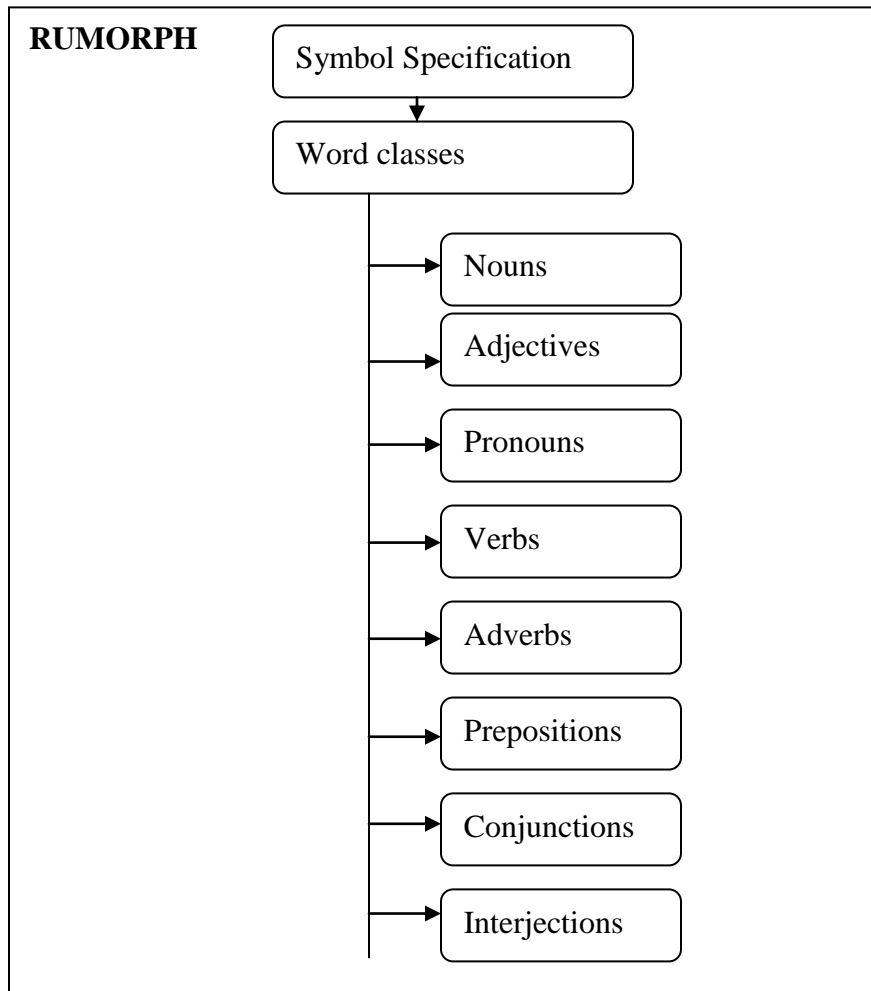 RUMORPH
Symbol Specification
Word classes
Nouns
Adjectives
Pronouns
Verbs
Adverbs
Prepositions
Conjunctions
Interjections